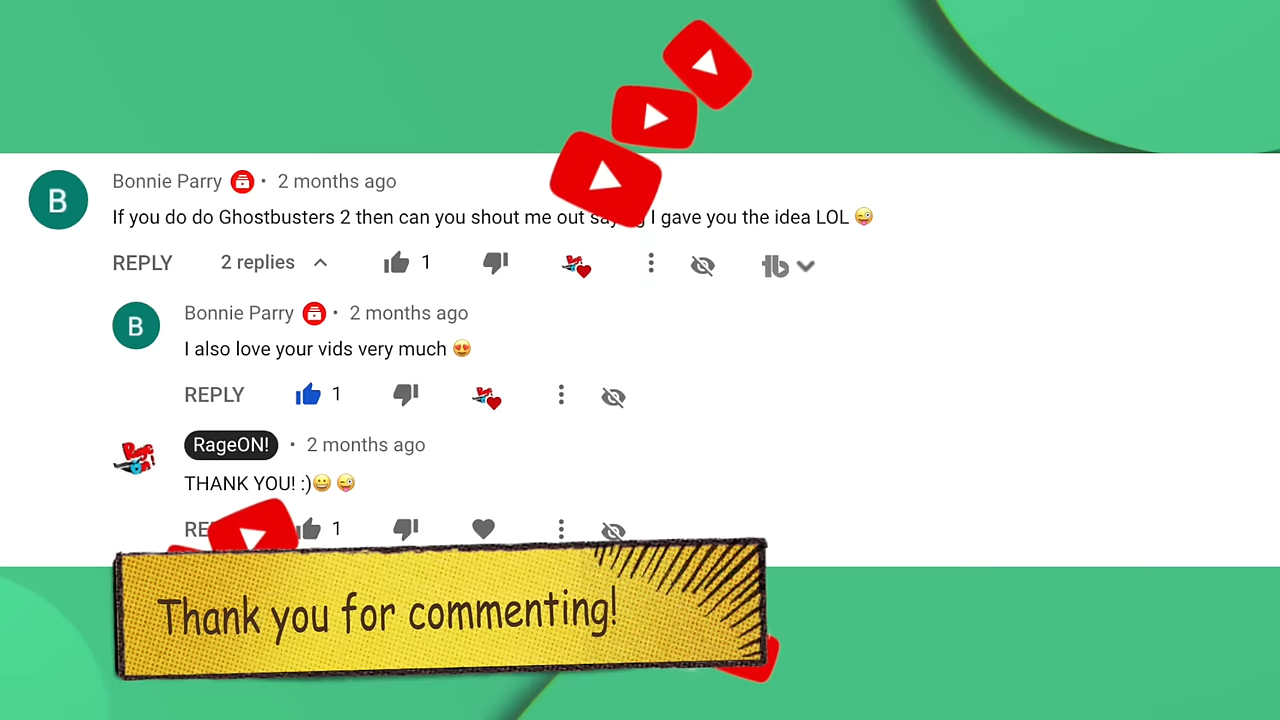 Bonnie Parry • 2 months ago
If you do do Ghostbusters 2 then can you shout me out I gave you the idea LOL 😜
REPLY 2 replies 1
B
Bonnie Parry • 2 months ago
I also love your vids very much 😍
B
REPLY 1
RageON! • 2 months ago
THANK YOU! :)😀 😜
1
Thank you for commenting!